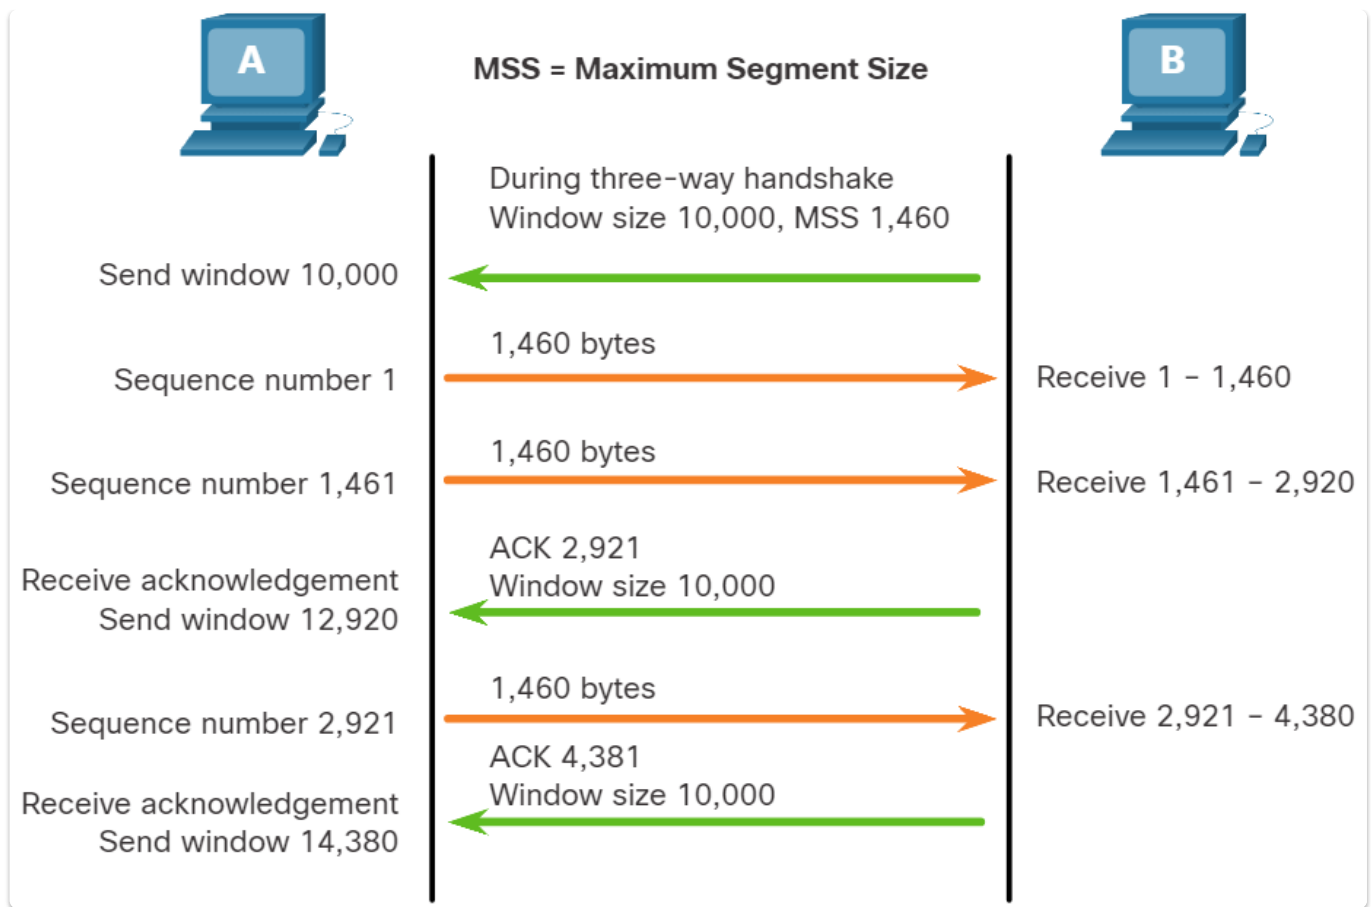 A
MSS = Maximum Segment Size
B
During three-way handshake
Window size 10,000, MSS 1,460
Send window 10,000
1,460 bytes
Sequence number 1
Receive 1 – 1,460
1,460 bytes
Sequence number 1,461
Receive 1,461 – 2,920
ACK 2,921
Window size 10,000
Receive acknowledgement
Send window 12,920
1,460 bytes
Sequence number 2,921
Receive 2,921 – 4,380
ACK 4,381
Window size 10,000
Receive acknowledgement
Send window 14,380